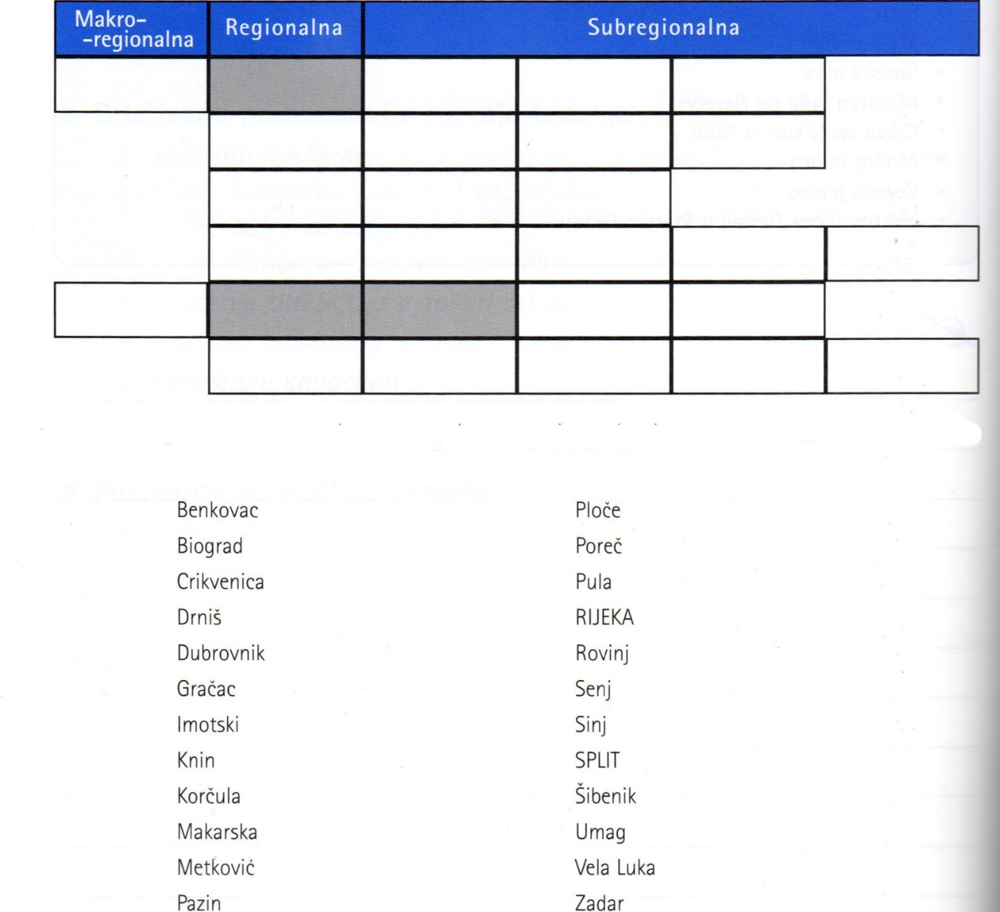 Makro-
-regionalna
Regionalna
Subregionalna
Benkovac
Biograd
Crikvenica
Drniš
Dubrovnik
Gračac
Imotski
Knin
Korčula
Makarska
Metković
Pazin
Ploče
Poreč
Pula
RIJEKA
Rovinj
Senj
Sinj
SPLIT
Šibenik
Umag
Vela Luka
Zadar